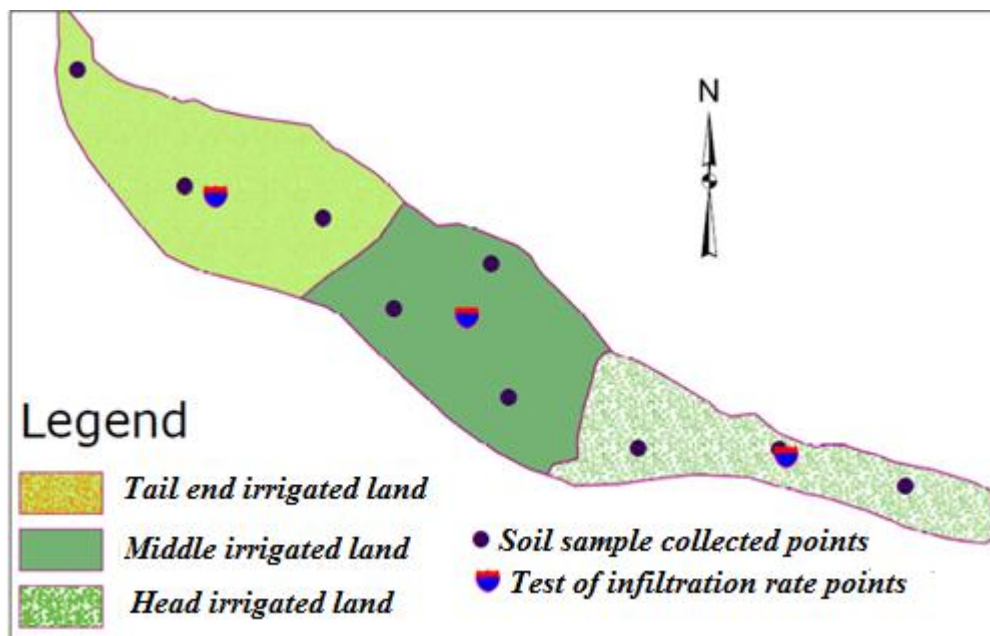 N
Legend
Tail end irrigated land
Middle irrigated land
Head irrigated land
Soil sample collected points
Test of infiltration rate points